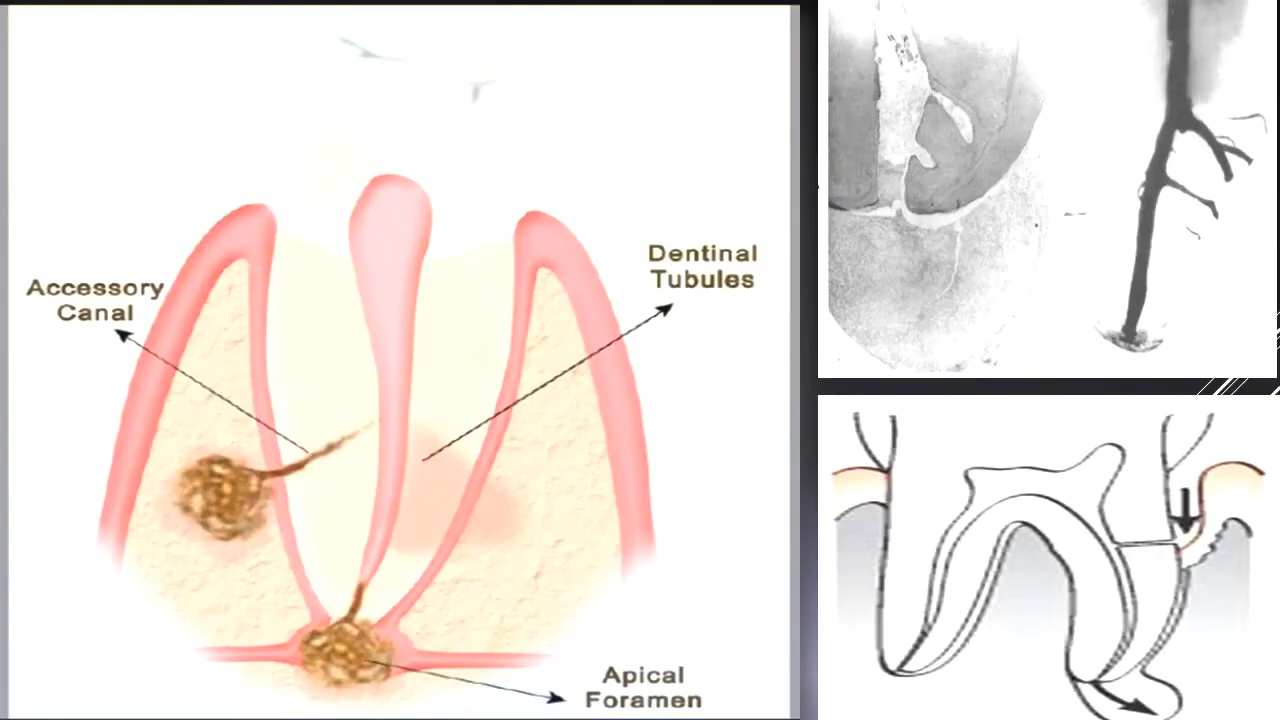 Accessory
Canal
Dentinal
Tubules
Apical
Foramen